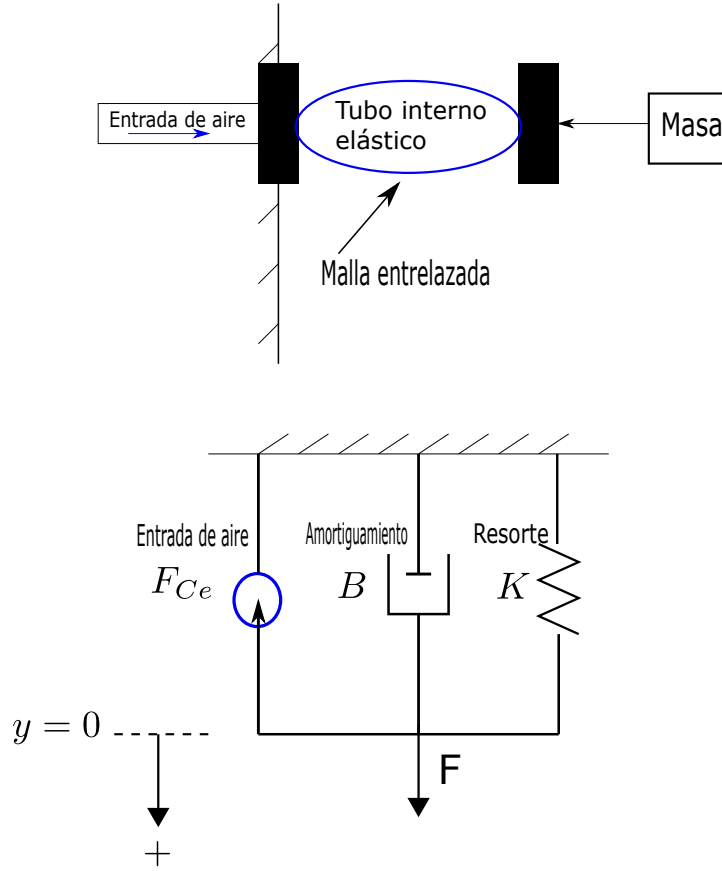 Entrada de aire
Tubo interno
elástico
Masa
Malla entrelazada
Entrada de aire
Amortiguamiento
Resorte
F_{Ce}
B
K
y = 0
F
+